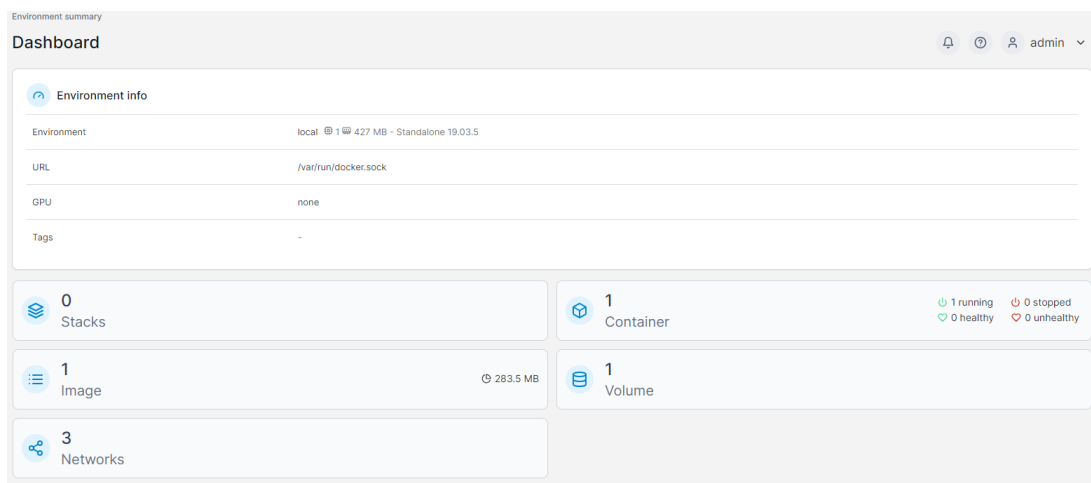 Environment summary
Dashboard
admin
Environment info
Environment local 1 427 MB - Standalone 19.03.5
URL /var/run/docker.sock
GPU none
Tags -
0
Stacks
1
Container
1 running 0 stopped
0 healthy 0 unhealthy
1
Image
283.5 MB
1
Volume
3
Networks